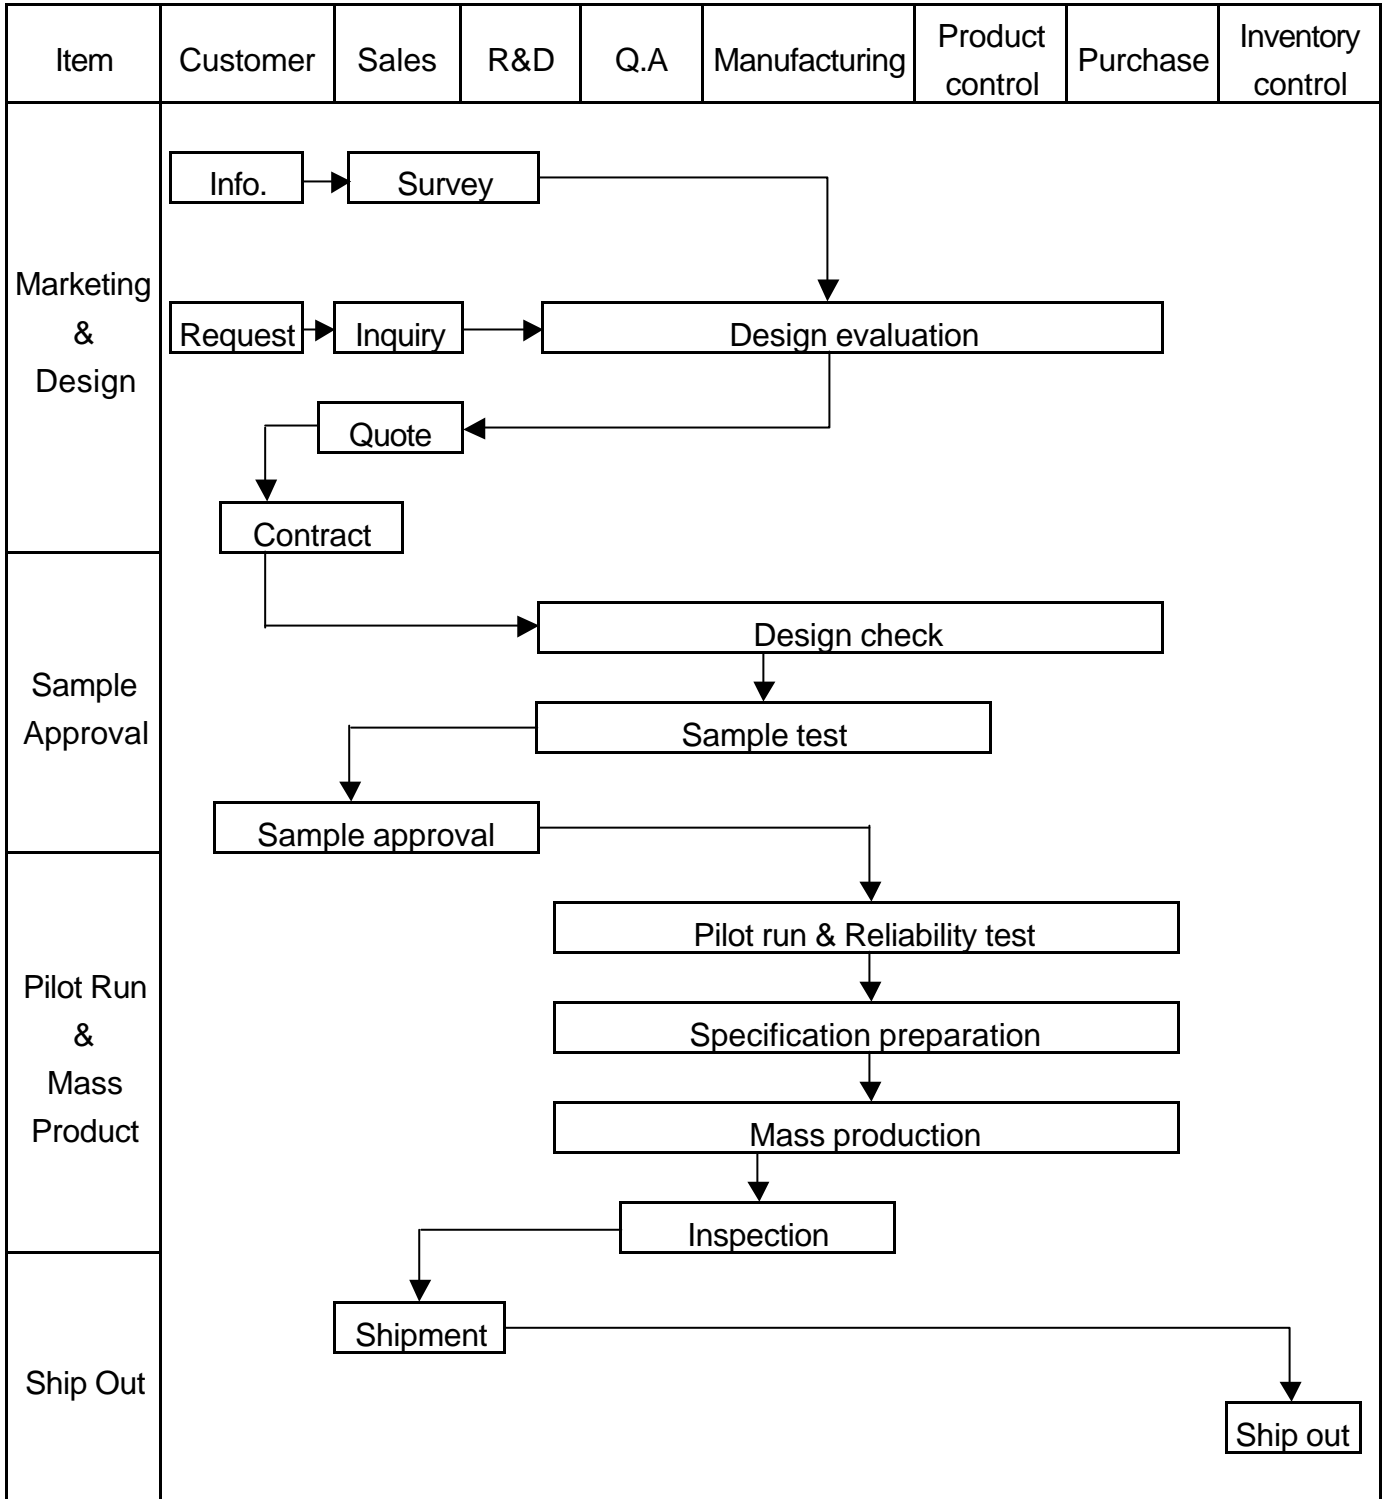 Item
Customer
Sales
R&D
Q.A
Manufacturing
Product
control
Purchase
Inventory
control
Marketing
&
Design
Info.
Survey
Request
Inquiry
Design evaluation
Quote
Contract
Sample
Approval
Design check
Sample test
Sample approval
Pilot Run
&
Mass
Product
Pilot run & Reliability test
Specification preparation
Mass production
Inspection
Ship Out
Shipment
Ship out